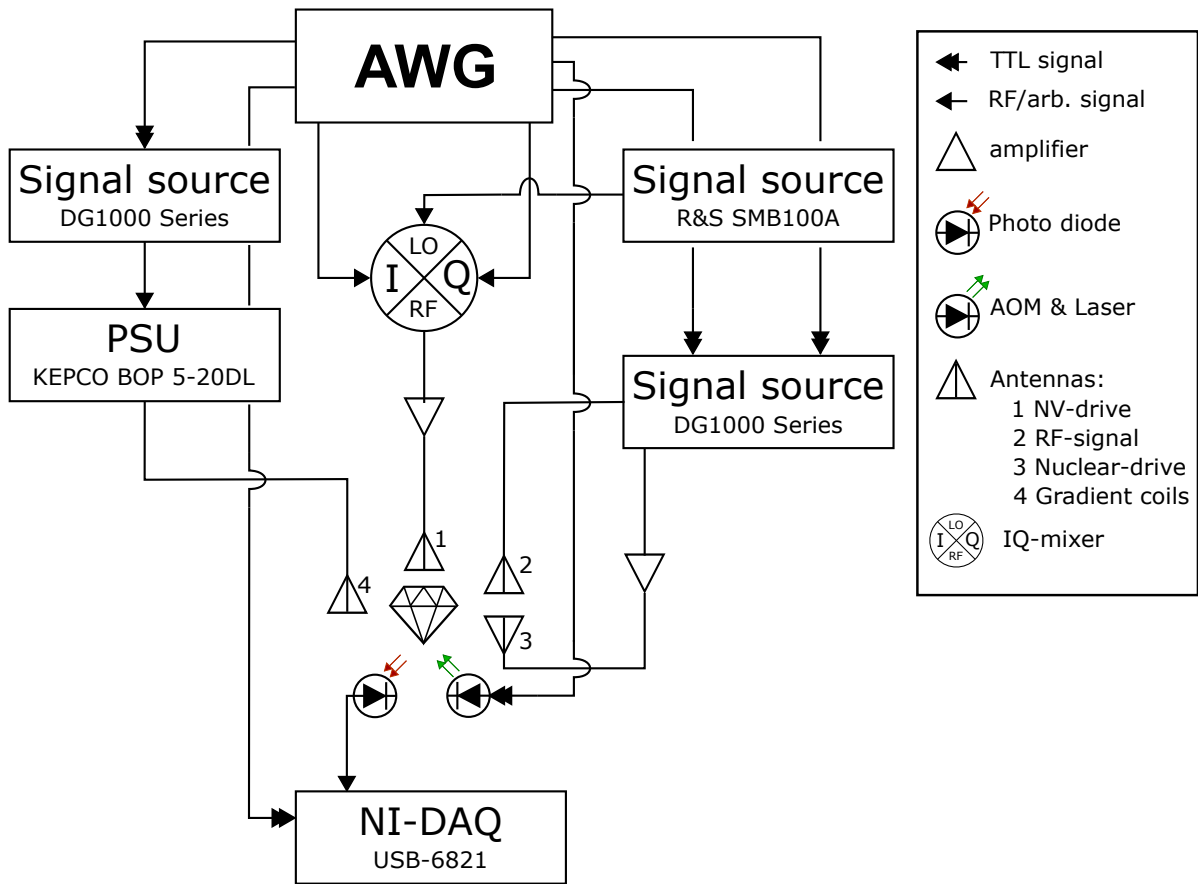 AWG
Signal source
DG1000 Series
Signal source
R&S SMB100A
LO
I Q
RF
PSU
KEPCO BOP 5-20DL
Signal source
DG1000 Series
1
2
4
3
NI-DAQ
USB-6821
TTL signal
RF/arb. signal
amplifier
Photo diode
AOM & Laser
Antennas:
1 NV-drive
2 RF-signal
3 Nuclear-drive
4 Gradient coils
LO
I Q
RF
IQ-mixer